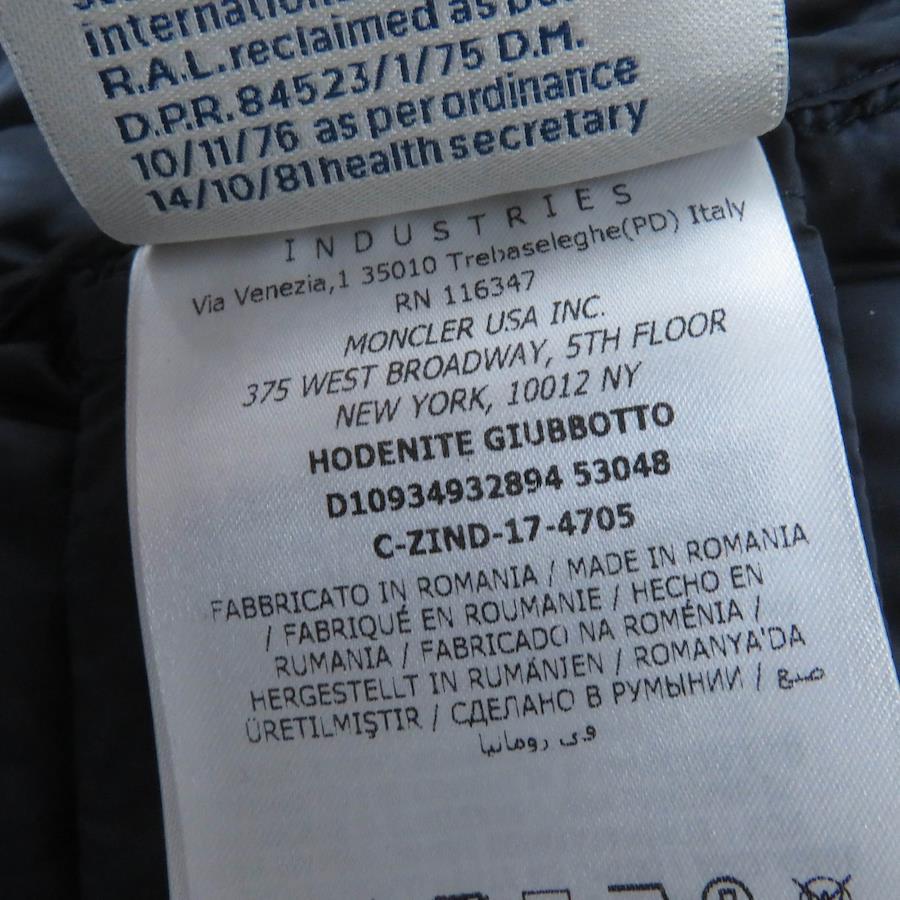 international
R.A.L. reclaimed as per
D.P.R. 84523/1/75 D.M.
10/11/76 as per ordinance
14/10/81 health secretary
INDUSTRIES
Via Venezia,1 35010 Trebaseleghe(PD) Italy
RN 116347
MONCLER USA INC.
375 WEST BROADWAY, 5TH FLOOR
NEW YORK, 10012 NY
HODENITE GIUBBOTTO
D10934932894 53048
C-ZIND-17-4705
FABBRICATO IN ROMANIA / MADE IN ROMANIA
/ FABRIQUÉ EN ROUMANIE / HECHO EN
RUMANIA / FABRICADO NA ROMÉNIA /
HERGESTELLT IN RUMÄNIEN / ROMANYA'DA
ÜRETILMIŞTIR / СДЕЛАНО В РУМЫНИИ / صنع
في رومانيا